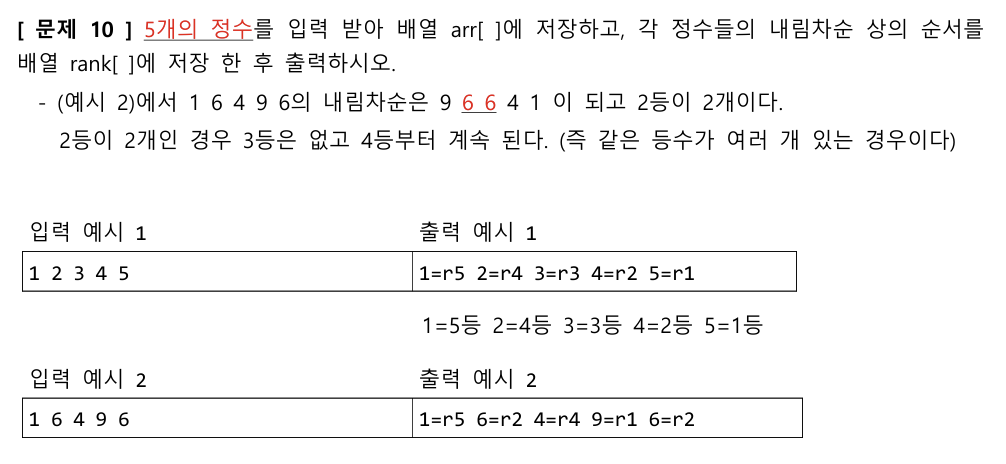 [ 문제 10 ] 5개의 정수를 입력 받아 배열 arr[ ]에 저장하고, 각 정수들의 내림차순 상의 순서를
배열 rank[ ]에 저장 한 후 출력하시오.
- (예시 2)에서 1 6 4 9 6의 내림차순은 9 6 6 4 1 이 되고 2등이 2개이다.
2등이 2개인 경우 3등은 없고 4등부터 계속 된다. (즉 같은 등수가 여러 개 있는 경우이다)
입력 예시 1 출력 예시 1
1 2 3 4 5 1=r5 2=r4 3=r3 4=r2 5=r1
1=5등 2=4등 3=3등 4=2등 5=1등
입력 예시 2 출력 예시 2
1 6 4 9 6 1=r5 6=r2 4=r4 9=r1 6=r2